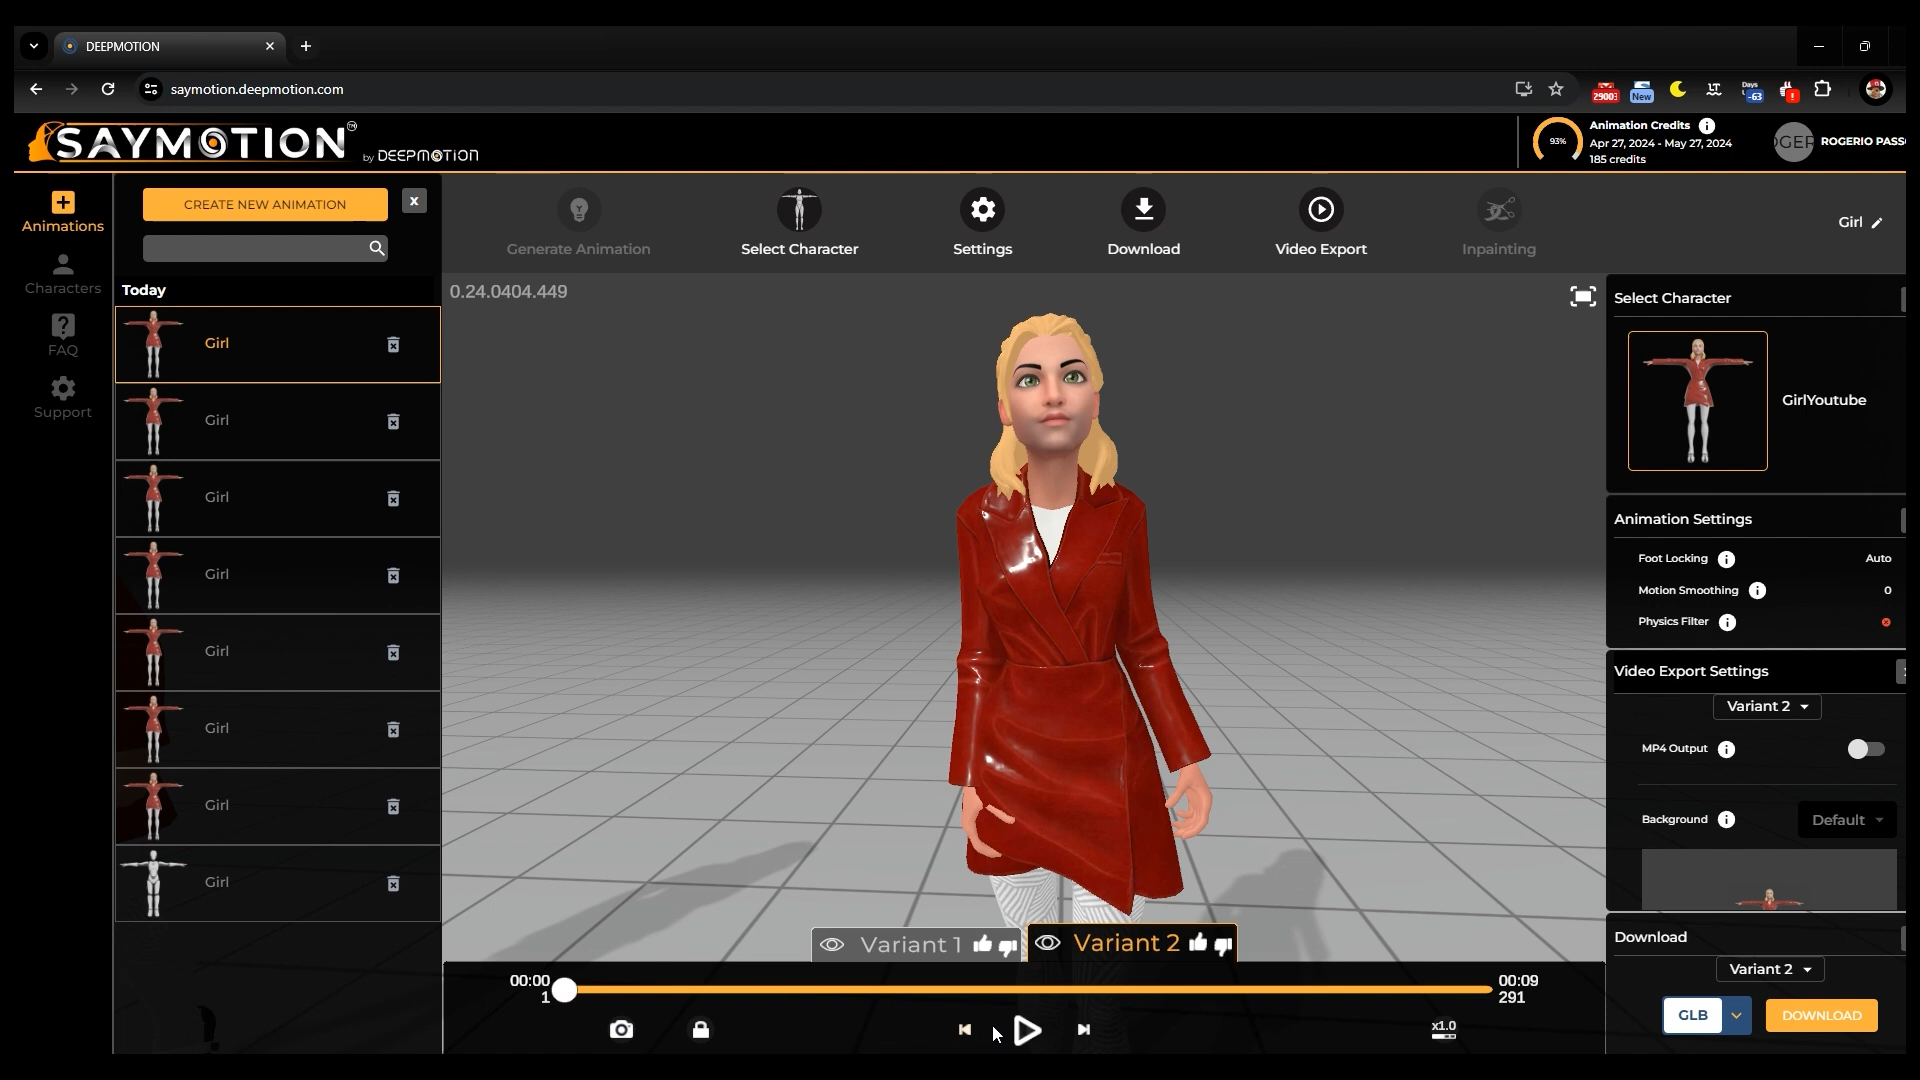 DEEPMOTION
saymotion.deepmotion.com
New
Days
-63
SAYMOTION™
by DEEPMOTION
93%
Animation Credits
Apr 27, 2024 - May 27, 2024
185 credits
ROGERIO PASS
Animations
Characters
FAQ
Support
CREATE NEW ANIMATION
x
Today
Girl
Girl
Girl
Girl
Girl
Girl
Girl
Girl
Generate Animation
Select Character
Settings
Download
Video Export
Inpainting
Girl
0.24.0404.449
Variant 1
Variant 2
00:00
1
00:09
291
x1.0
Select Character
GirlYoutube
Animation Settings
Foot Locking
Auto
Motion Smoothing
0
Physics Filter
Video Export Settings
Variant 2
MP4 Output
Background
Default
Download
Variant 2
GLB
DOWNLOAD